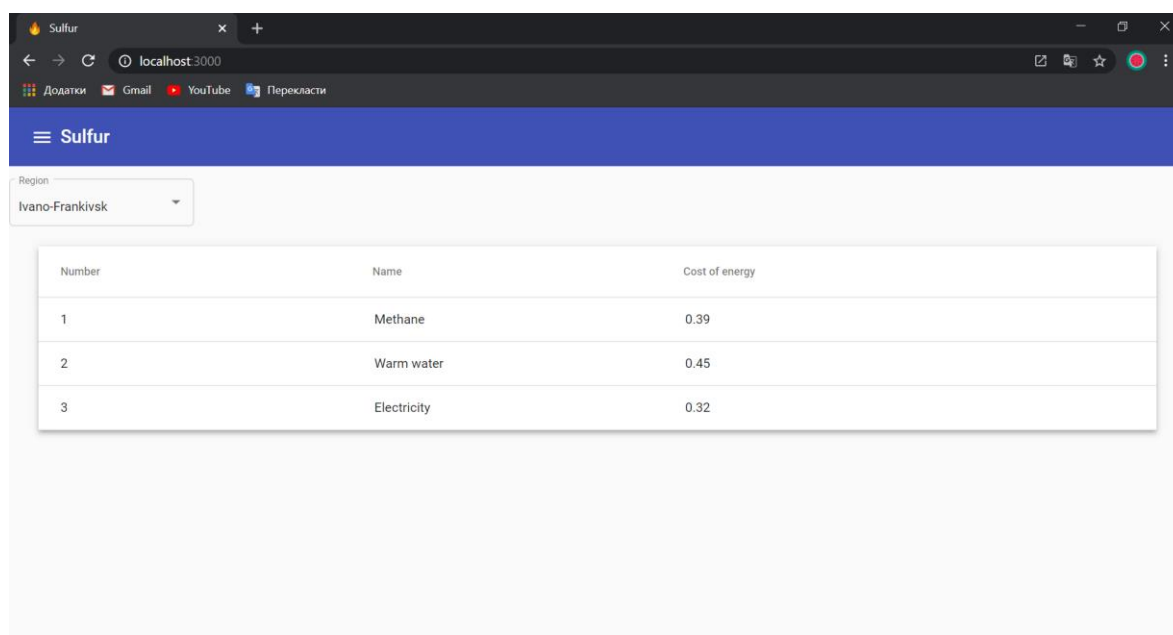 Sulfur
localhost:3000
Додатки Gmail YouTube Перекласти
Sulfur
Region
Ivano-Frankivsk
Number Name Cost of energy
1 Methane 0.39
2 Warm water 0.45
3 Electricity 0.32